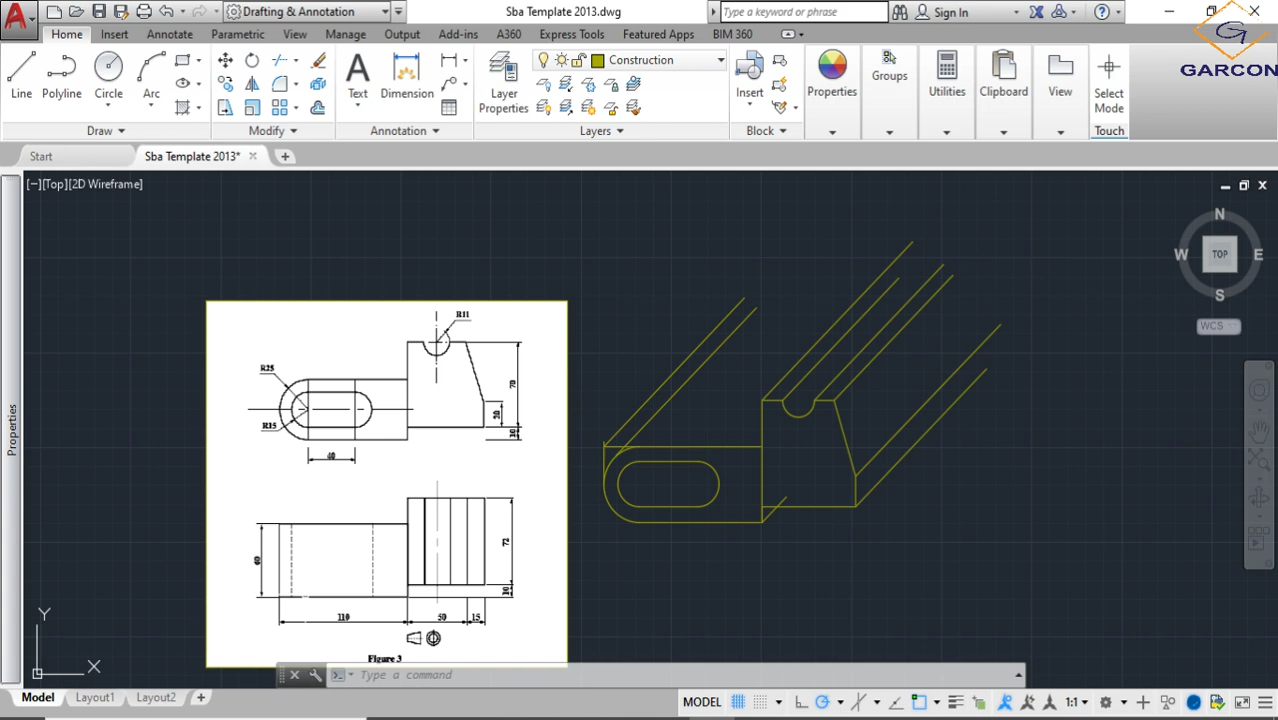 Drafting & Annotation
Sba Template 2013.dwg
Type a keyword or phrase
Sign In
Home Insert Annotate Parametric View Manage Output Add-ins A360 Express Tools Featured Apps BIM 360
GARCON
Construction
Line Polyline Circle Arc
Text Dimension
Layer Properties
Insert
Properties Groups Utilities Clipboard View
Select Mode
Draw Modify Annotation Layers Block Touch
Start Sba Template 2013* +
[−][Top][2D Wireframe]
N
W TOP E
S
WCS
Properties
R11
R25
70
R15
20
10
40
60
72
10
110 50 15
Figure 3
Y
X
Type a command
Model Layout1 Layout2 +
MODEL 1:1